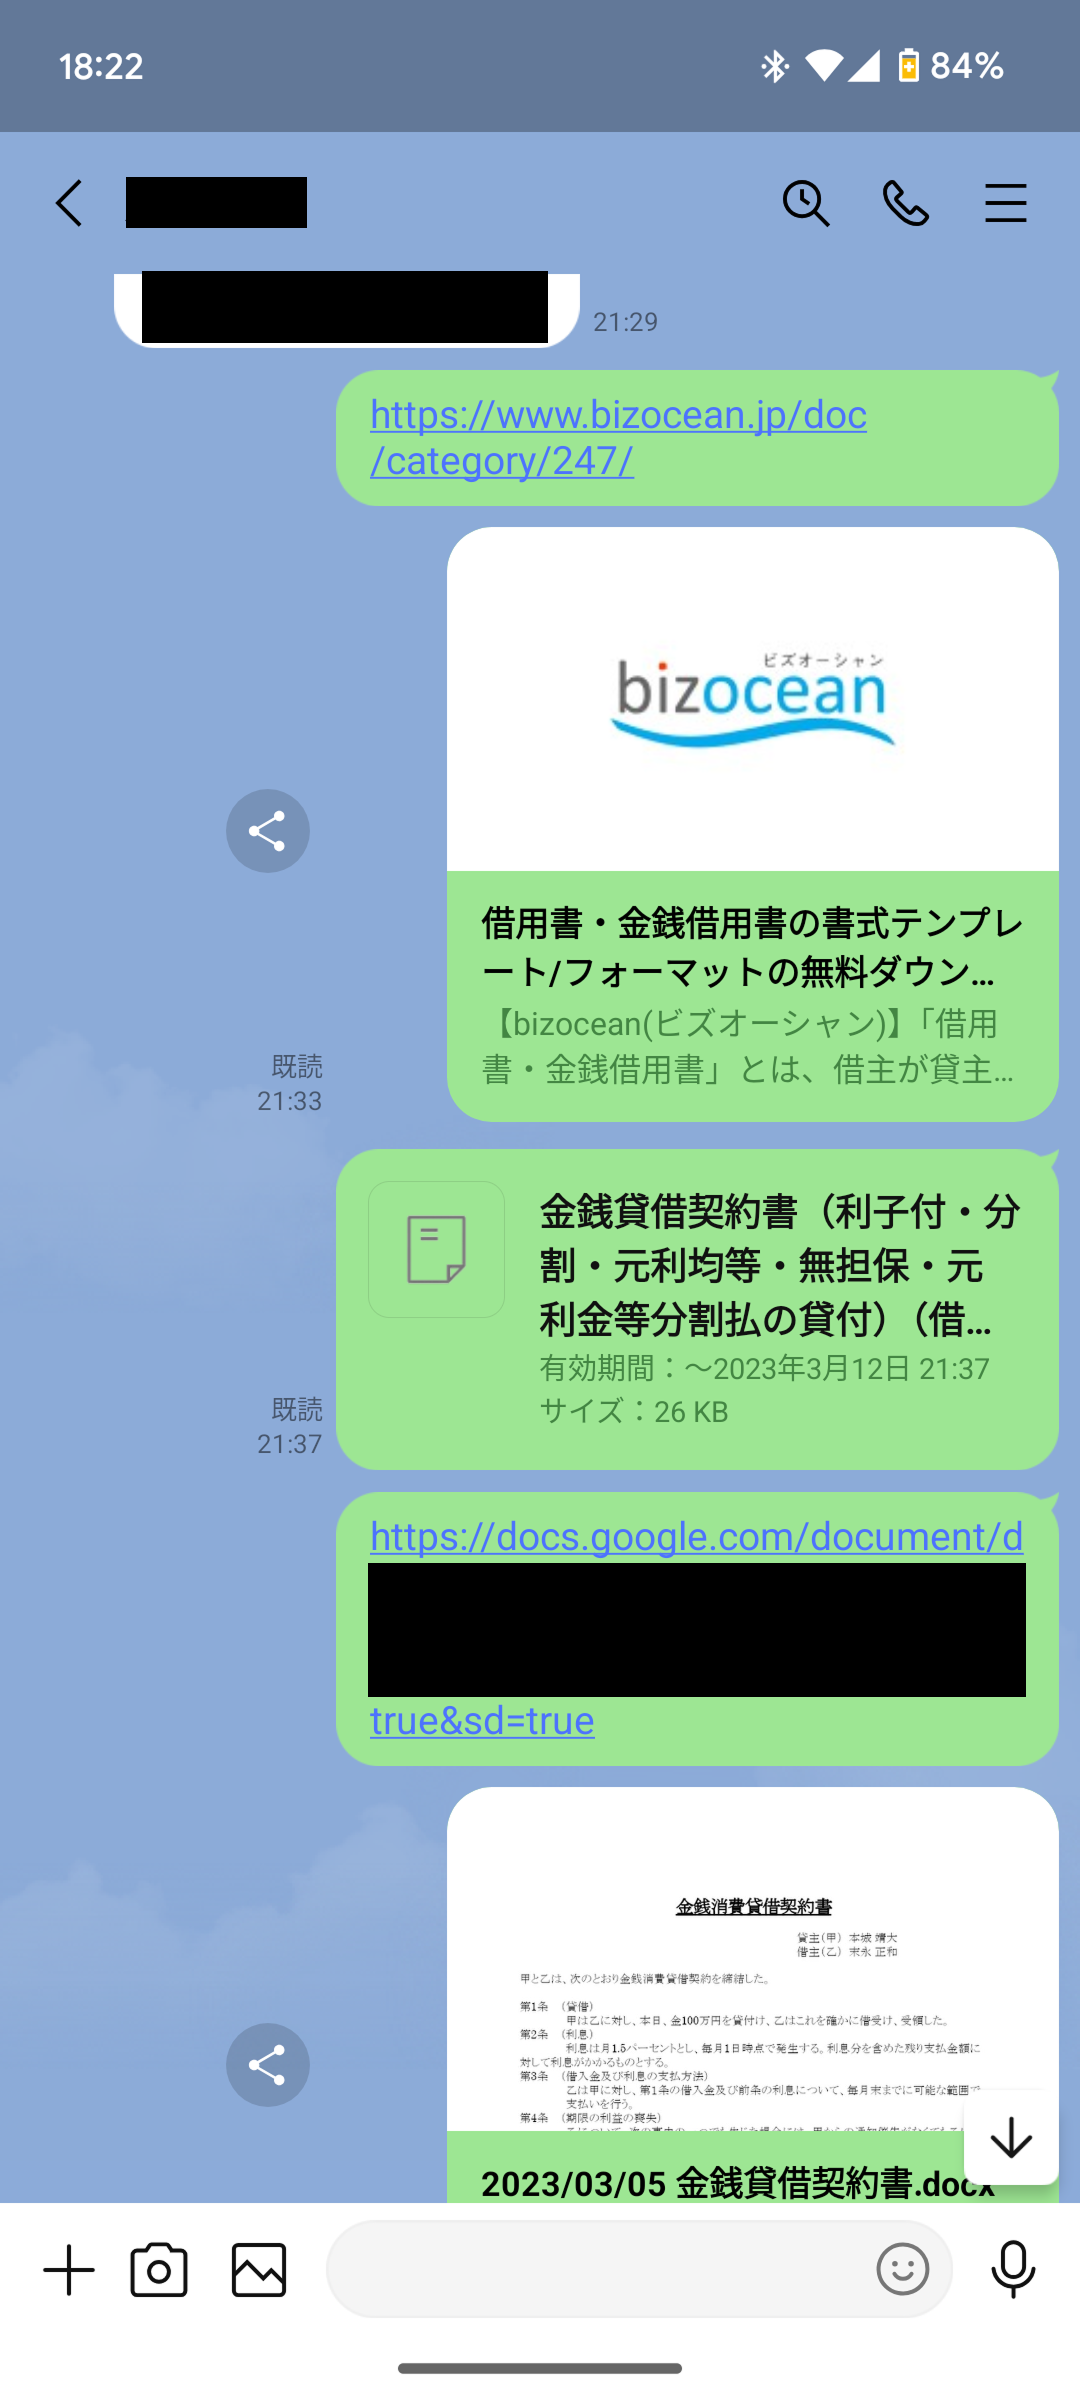 18:22
84%
21:29
https://www.bizocean.jp/doc
/category/247/
ビズオーシャン
bizocean
借用書・金銭借用書の書式テンプレ
ート/フォーマットの無料ダウン...
【bizocean(ビズオーシャン)】「借用
書・金銭借用書」とは、借主が貸主...
既読
21:33
金銭貸借契約書（利子付・分
割・元利均等・無担保・元
利金等分割払の貸付）（借...
有効期間：〜2023年3月12日 21:37
サイズ：26 KB
既読
21:37
https://docs.google.com/document/d
true&sd=true
金銭消費貸借契約書
貸主（甲） 本城 靖大
借主（乙） 末永 正和
甲と乙は、次のとおり金銭消費貸借契約を締結した。
第1条 （貸借）
甲は乙に対し、本日、金100万円を貸付け、乙はこれを確かに借受け、受領した。
第2条 （利息）
利息は月1.5パーセントとし、毎月1日時点で発生する。利息分を含めた残り支払金額に
対して利息がかかるものとする。
第3条 （借入金及び利息の支払方法）
乙は甲に対し、第1条の借入金及び前条の利息について、毎月末までに可能な範囲で
支払いを行う。
第4条 （期限の利益の喪失）
2023/03/05 金銭貸借契約書.docx